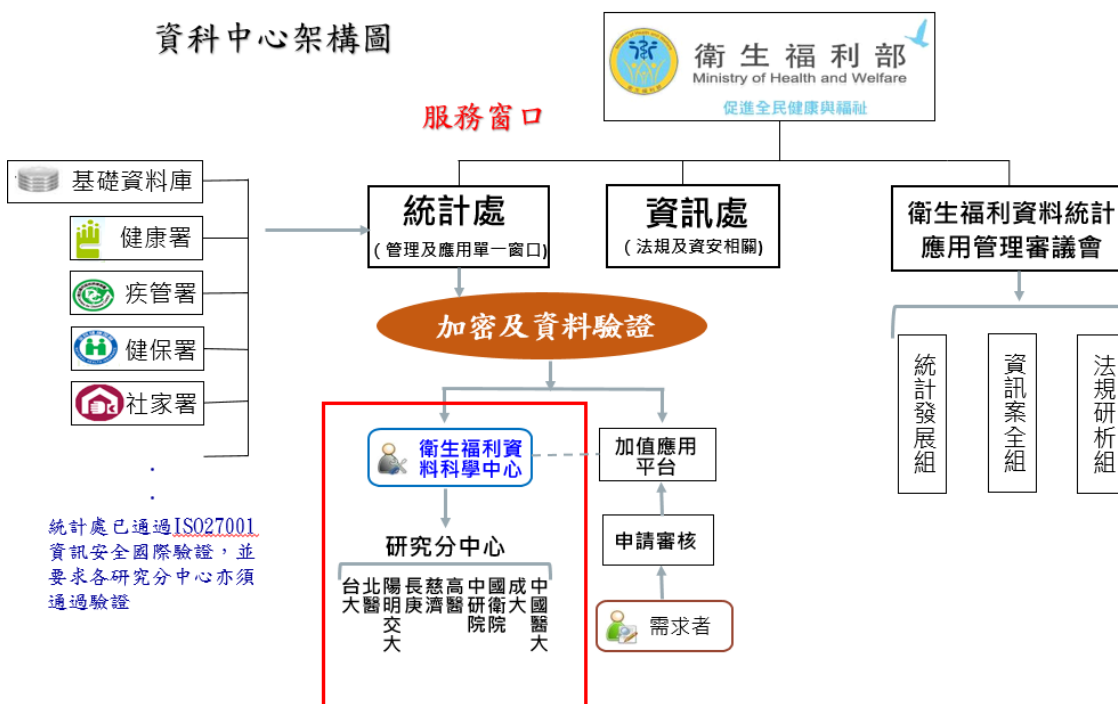 資科中心架構圖
衛生福利部
Ministry of Health and Welfare
促進全民健康與福祉
服務窗口
基礎資料庫
健康署
疾管署
健保署
社家署
.
.
統計處已通過ISO27001
資訊安全國際驗證，並
要求各研究分中心亦須
通過驗證
統計處
(管理及應用單一窗口)
資訊處
(法規及資安相關)
衛生福利資料統計
應用管理審議會
加密及資料驗證
衛生福利資
料科學中心
加值應用
平台
研究分中心
台大
北醫
陽明交大
長庚
慈濟
高醫
中研院
國衛院
成大
中國醫大
申請審核
需求者
統計發展組
資訊案全組
法規研析組